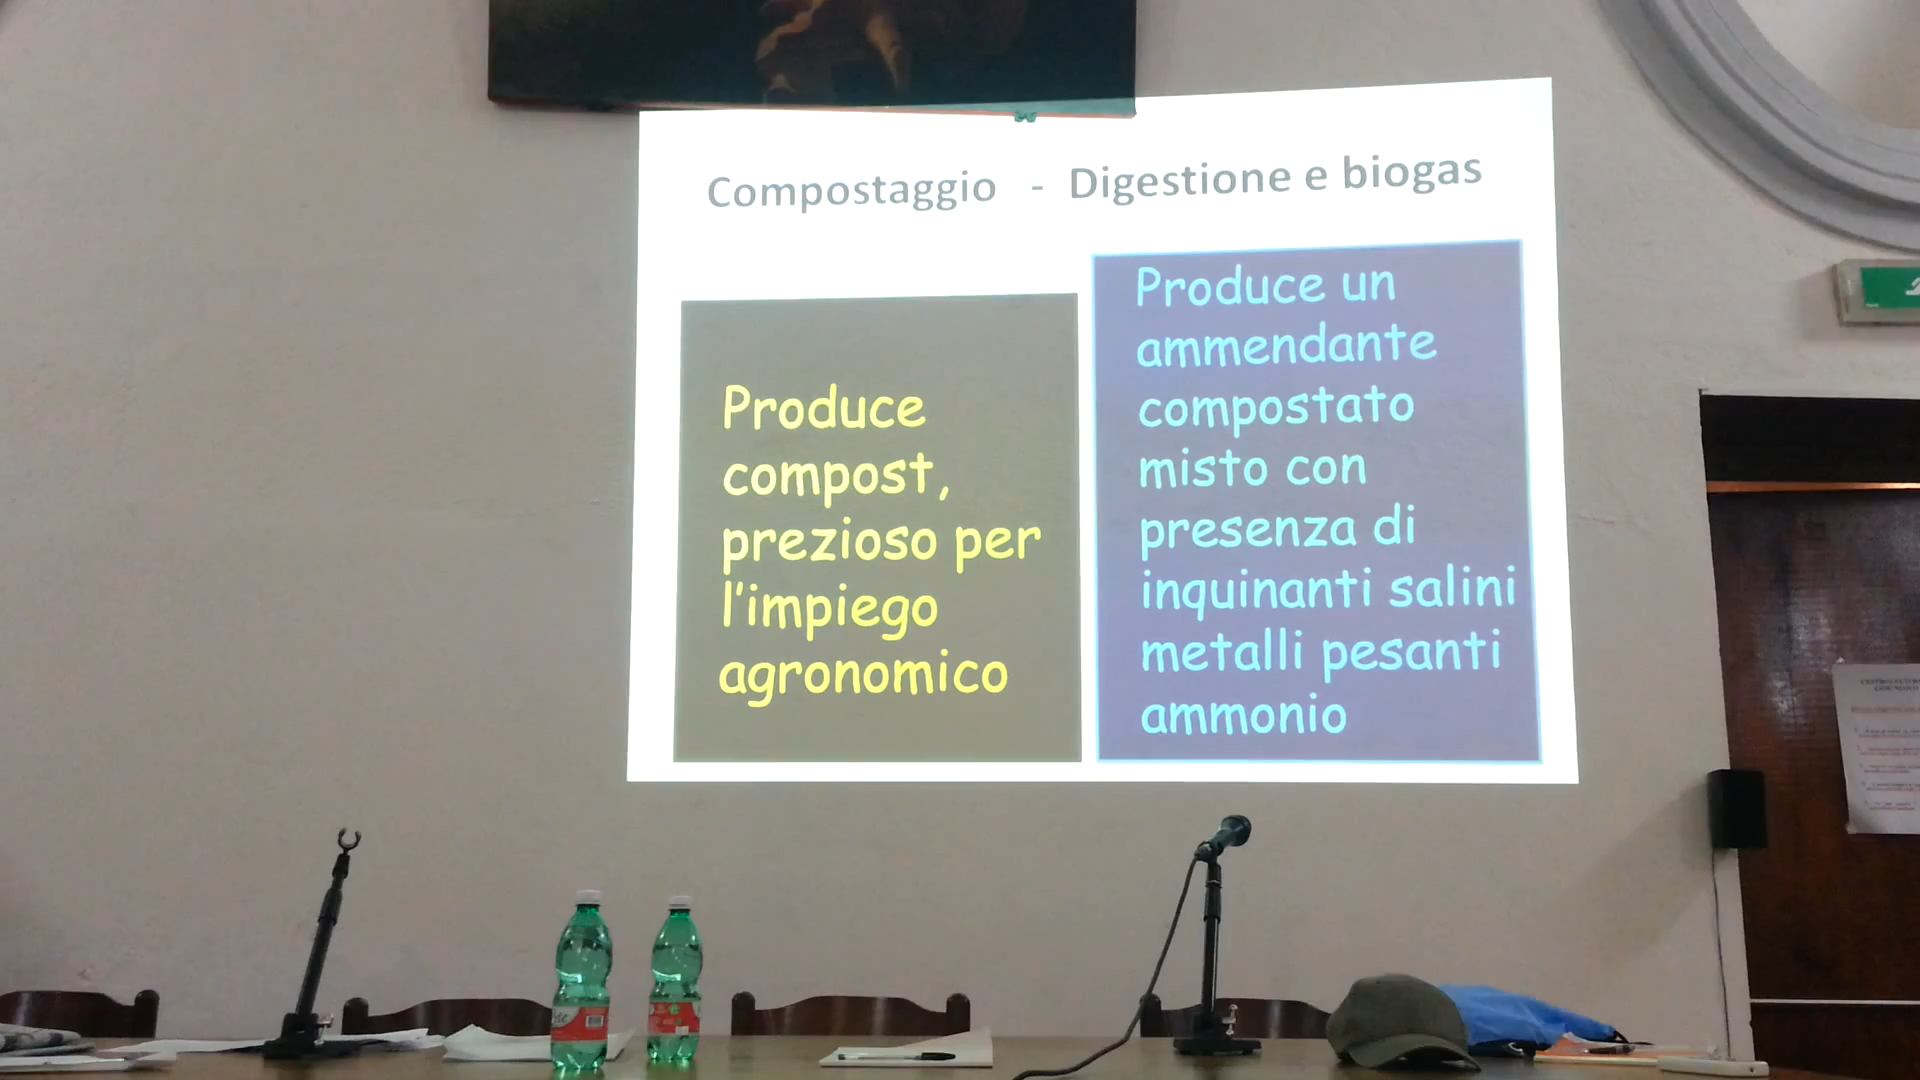 Compostaggio - Digestione e biogas
Produce
compost,
prezioso per
l'impiego
agronomico
Produce un
ammendante
compostato
misto con
presenza di
inquinanti salini
metalli pesanti
ammonio